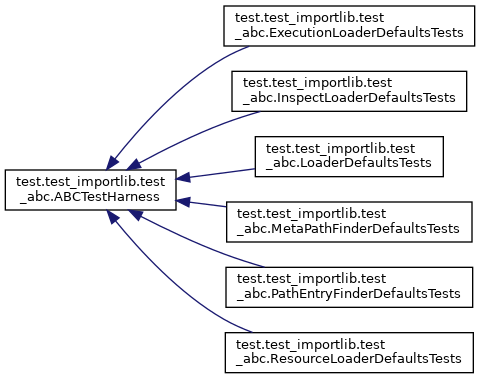 test.test_importlib.test
_abc.ExecutionLoaderDefaultsTests
test.test_importlib.test
_abc.InspectLoaderDefaultsTests
test.test_importlib.test
_abc.LoaderDefaultsTests
test.test_importlib.test
_abc.ABCTestHarness
test.test_importlib.test
_abc.MetaPathFinderDefaultsTests
test.test_importlib.test
_abc.PathEntryFinderDefaultsTests
test.test_importlib.test
_abc.ResourceLoaderDefaultsTests